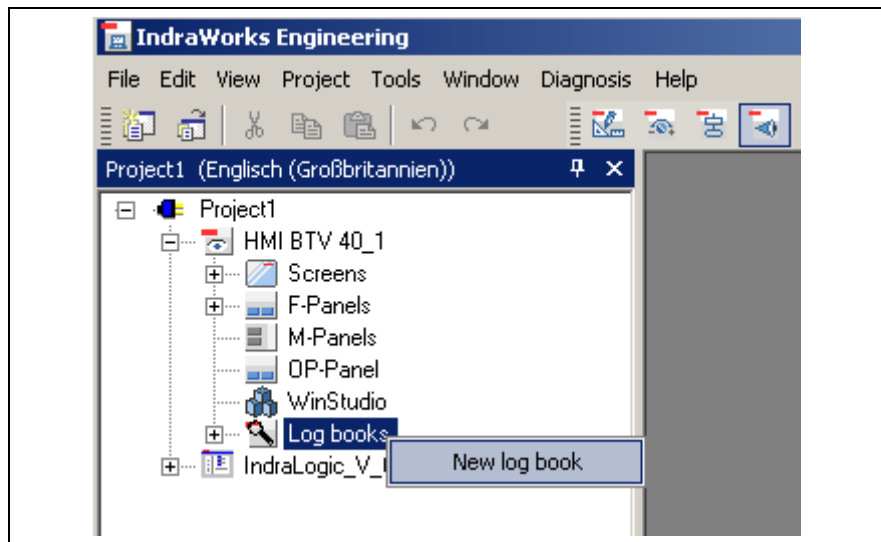 IndraWorks Engineering
File Edit View Project Tools Window Diagnosis Help
Project1 (Englisch (Großbritannien))
Project1
HMI BTV 40_1
Screens
F-Panels
M-Panels
OP-Panel
WinStudio
Log books
New log book
IndraLogic_V_